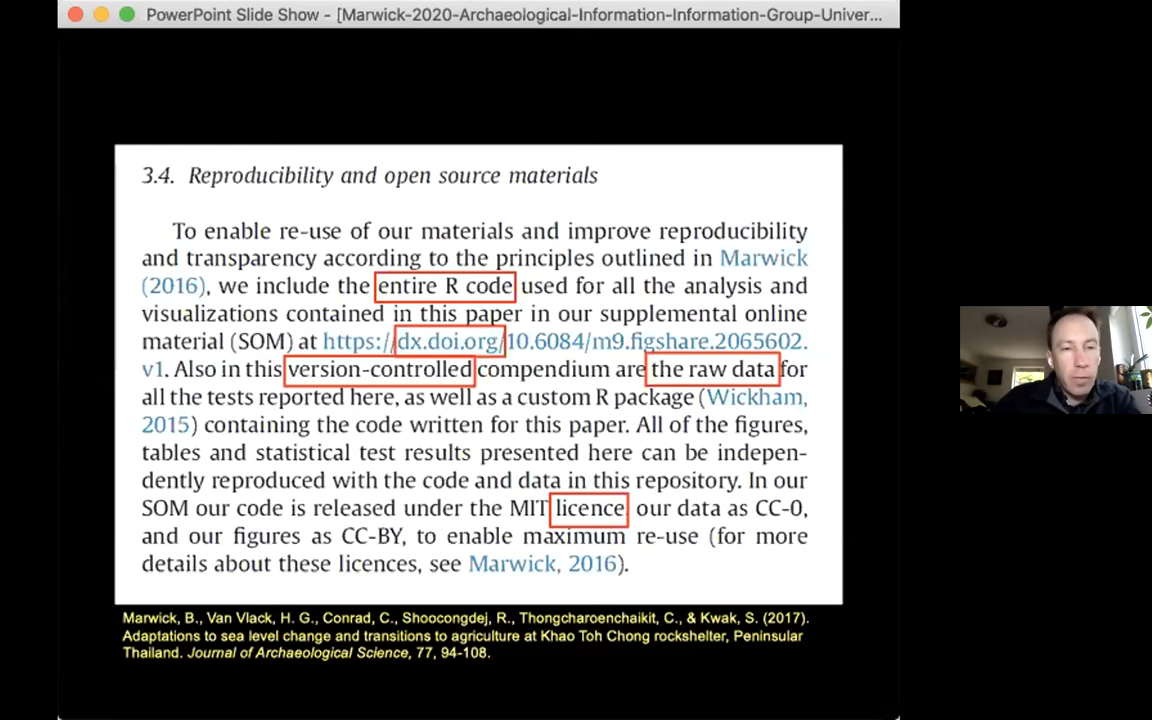 PowerPoint Slide Show - [Marwick-2020-Archaeological-Information-Information-Group-Univer...
3.4. Reproducibility and open source materials
To enable re-use of our materials and improve reproducibility
and transparency according to the principles outlined in Marwick
(2016), we include the entire R code used for all the analysis and
visualizations contained in this paper in our supplemental online
material (SOM) at https://dx.doi.org/10.6084/m9.figshare.2065602.
v1. Also in this version-controlled compendium are the raw data for
all the tests reported here, as well as a custom R package (Wickham,
2015) containing the code written for this paper. All of the figures,
tables and statistical test results presented here can be indepen-
dently reproduced with the code and data in this repository. In our
SOM our code is released under the MIT licence, our data as CC-0,
and our figures as CC-BY, to enable maximum re-use (for more
details about these licences, see Marwick, 2016).
Marwick, B., Van Vlack, H. G., Conrad, C., Shoocongdej, R., Thongcharoenchaikit, C., & Kwak, S. (2017).
Adaptations to sea level change and transitions to agriculture at Khao Toh Chong rockshelter, Peninsular
Thailand. Journal of Archaeological Science, 77, 94-108.